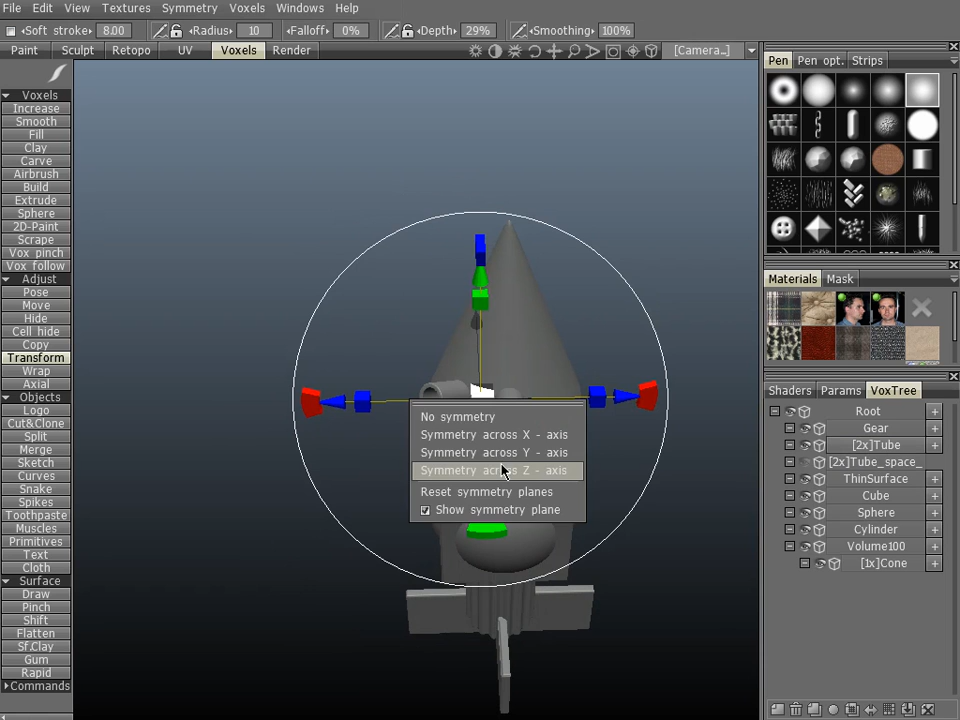 File Edit View Textures Symmetry Voxels Windows Help
Soft stroke 8.00 Radius 10 Falloff 0% Depth 29% Smoothing 100%
Paint Sculpt Retopo UV Voxels Render [Camera…]
Voxels
Increase
Smooth
Fill
Clay
Carve
Airbrush
Build
Extrude
Sphere
2D-Paint
Scrape
Vox pinch
Vox follow
Adjust
Pose
Move
Hide
Cell hide
Copy
Transform
Wrap
Axial
Objects
Logo
Cut&Clone
Split
Merge
Sketch
Curves
Snake
Spikes
Toothpaste
Muscles
Primitives
Text
Cloth
Surface
Draw
Pinch
Shift
Flatten
Sf.Clay
Gum
Rapid
Commands
No symmetry
Symmetry across X - axis
Symmetry across Y - axis
Symmetry across Z - axis
Reset symmetry planes
Show symmetry plane
Pen Pen opt. Strips
Materials Mask
Shaders Params VoxTree
Root +
Gear +
[2x]Tube +
[2x]Tube_space_ +
ThinSurface +
Cube +
Sphere +
Cylinder +
Volume100 +
[1x]Cone +